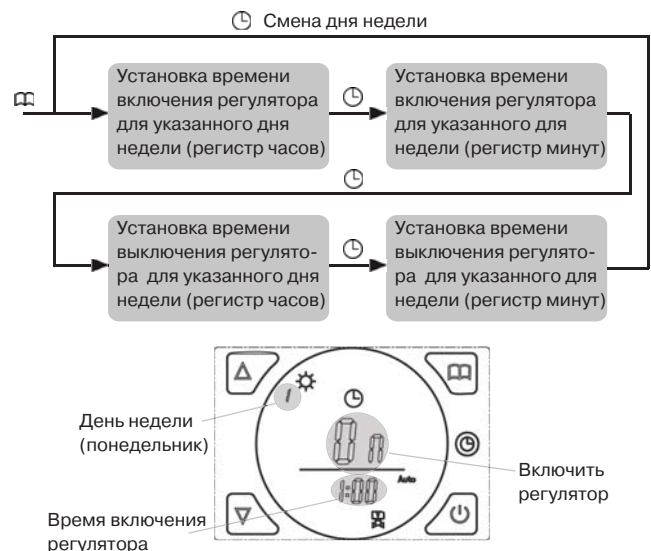 Смена дня недели
Установка времени
включения регулятора
для указанного дня
недели (регистр часов)
Установка времени
включения регулятора
для указанного для
недели (регистр минут)
Установка времени
выключения регулято-
ра для указанного дня
недели (регистр часов)
Установка времени
выключения регулято-
ра для указанного для
недели (регистр минут)
День недели
(понедельник)
1
0n
Auto
1:00
Включить
регулятор
Время включения
регулятора